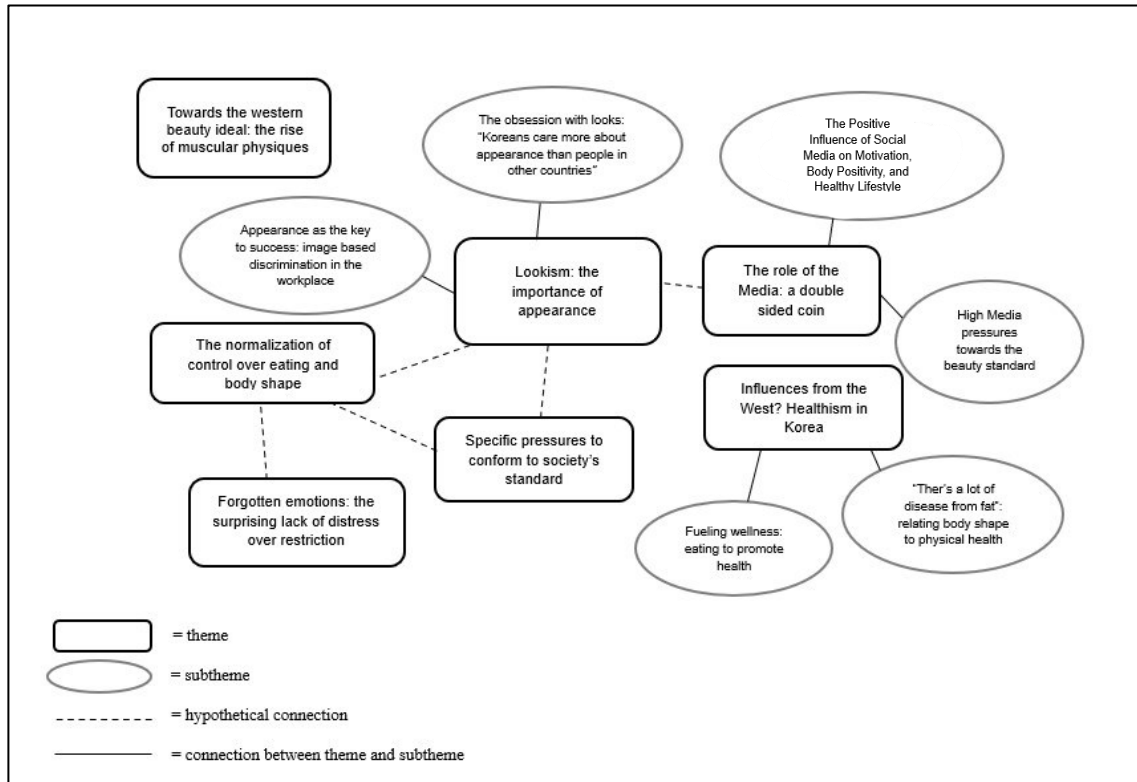 Towards the western
beauty ideal: the rise
of muscular physiques
The obsession with looks:
“Koreans care more about
appearance than people in
other countries”
The Positive
Influence of Social
Media on Motivation,
Body Positivity, and
Healthy Lifestyle
Appearance as the key
to success: image based
discrimination in the
workplace
Lookism: the
importance of
appearance
The role of the
Media: a double
sided coin
High Media
pressures
towards the
beauty standard
The normalization of
control over eating and
body shape
Influences from the
West? Healthism in
Korea
Specific pressures to
conform to society’s
standard
Forgotten emotions: the
surprising lack of distress
over restriction
Fueling wellness:
eating to promote
health
“Ther’s a lot of
disease from fat”:
relating body shape
to physical health
= theme
= subtheme
= hypothetical connection
= connection between theme and subtheme